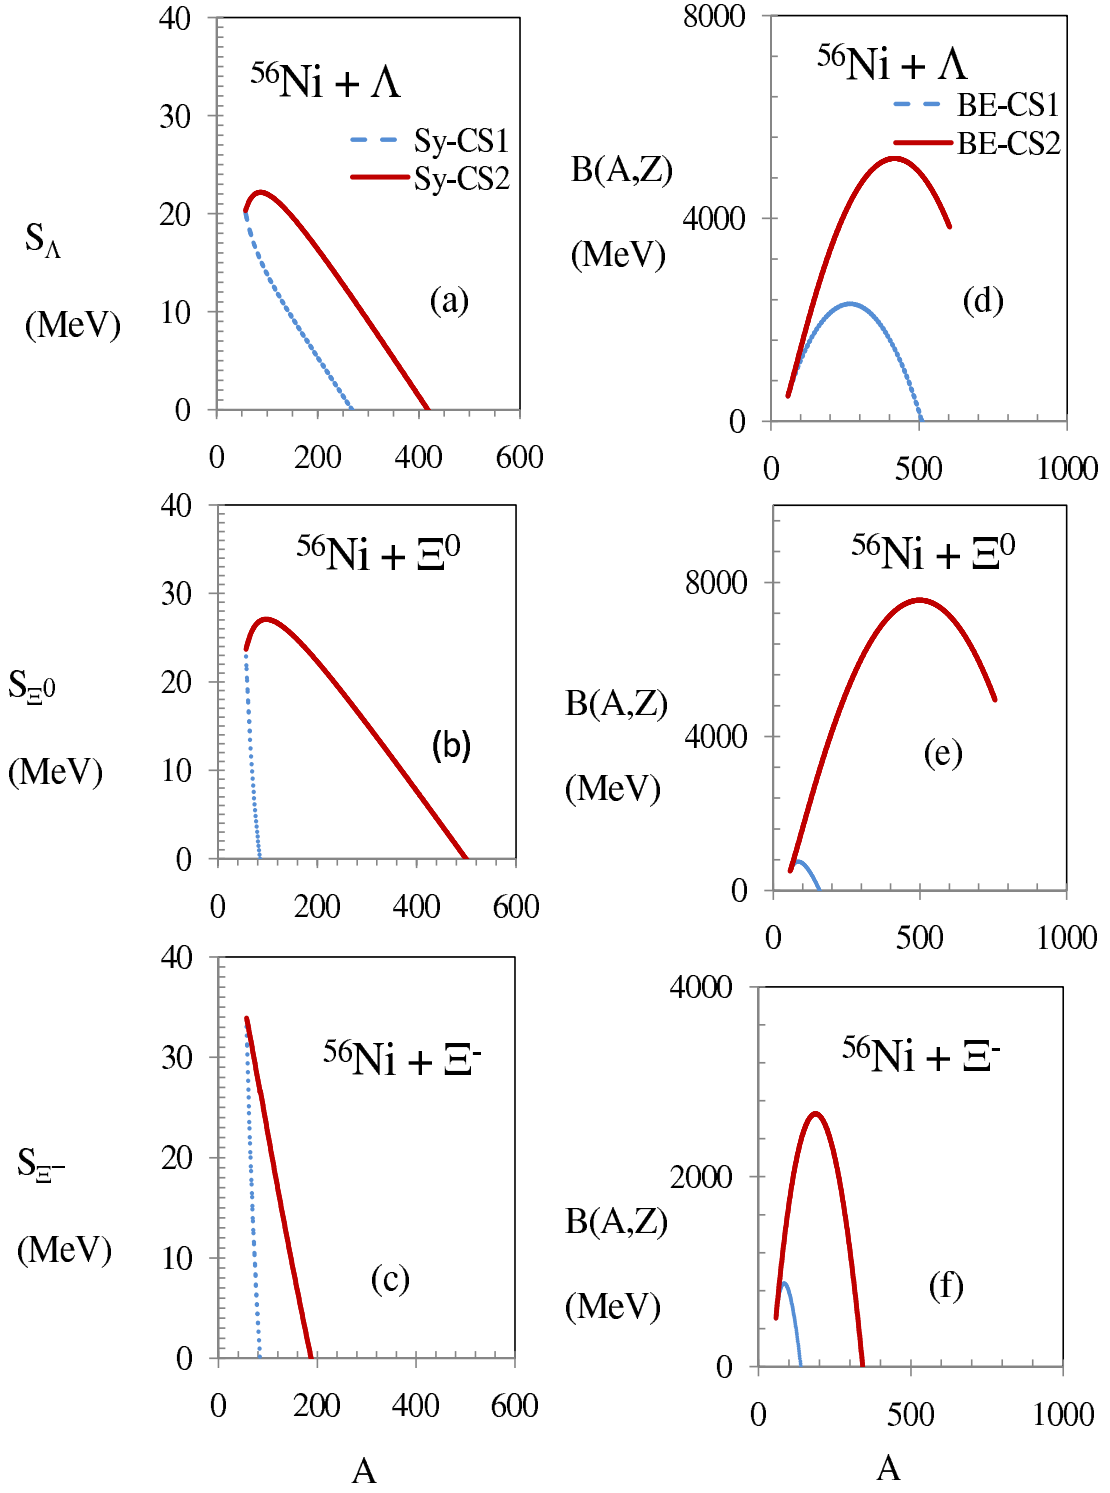 40
30
20
10
0
0 200 400 600
S_Λ
(MeV)
⁵⁶Ni + Λ
Sy-CS1
Sy-CS2
(a)
8000
4000
0
0 500 1000
B(A,Z)
(MeV)
⁵⁶Ni + Λ
BE-CS1
BE-CS2
(d)
40
30
20
10
0
0 200 400 600
S_Ξ⁰
(MeV)
⁵⁶Ni + Ξ⁰
(b)
8000
4000
0
0 500 1000
B(A,Z)
(MeV)
⁵⁶Ni + Ξ⁰
(e)
40
30
20
10
0
0 200 400 600
S_Ξ⁻
(MeV)
⁵⁶Ni + Ξ⁻
(c)
A
4000
2000
0
0 500 1000
B(A,Z)
(MeV)
⁵⁶Ni + Ξ⁻
(f)
A